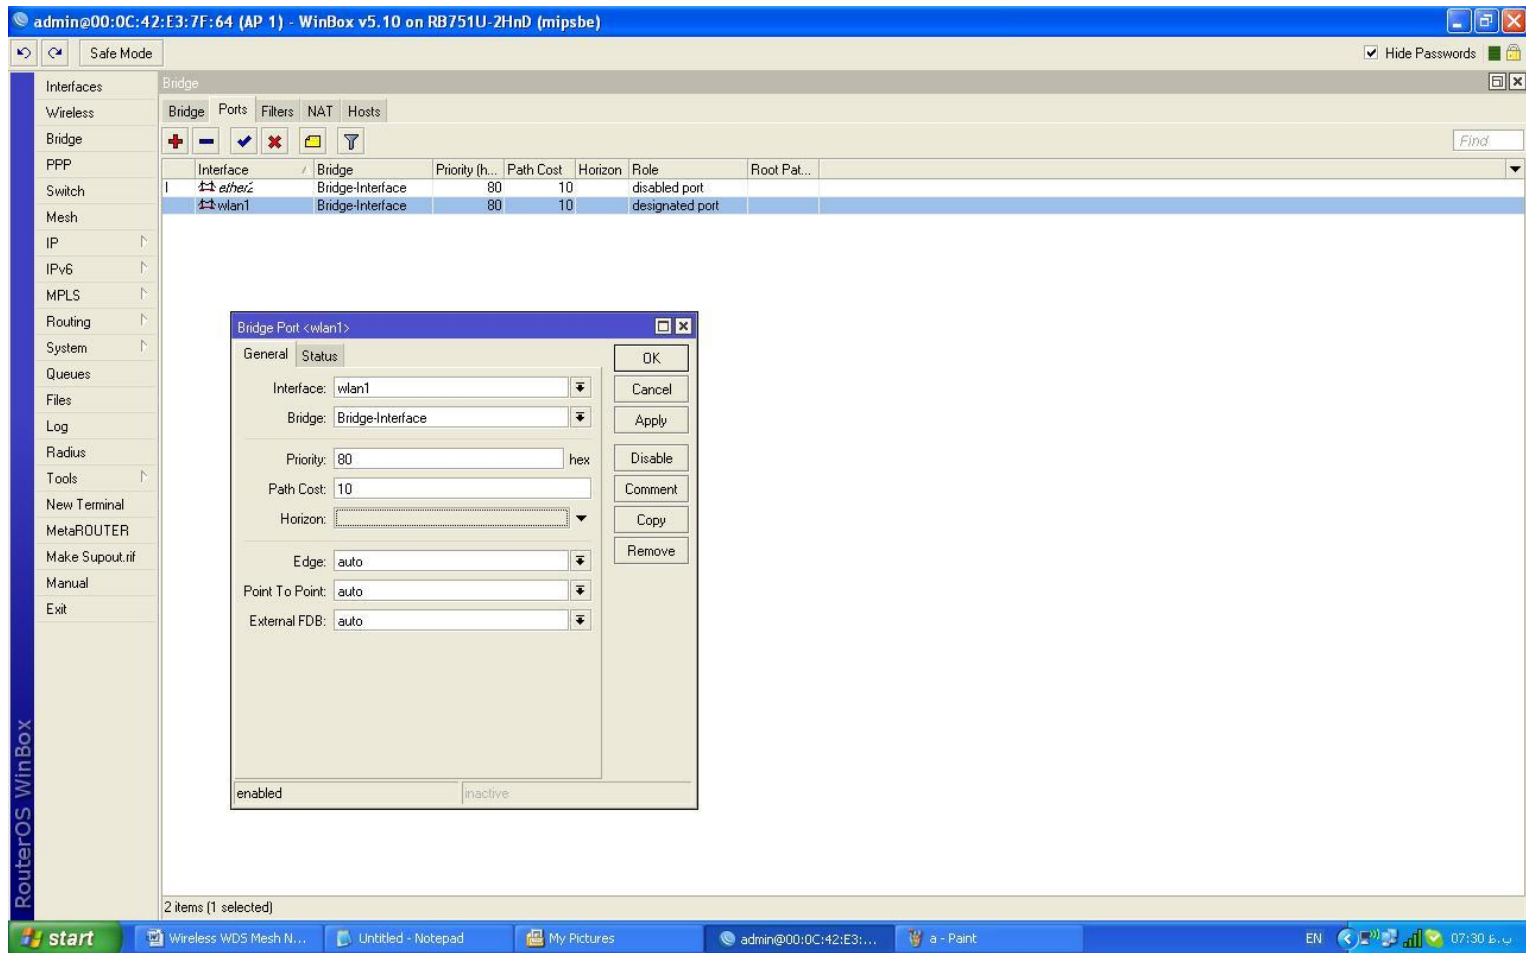 admin@00:0C:42:E3:7F:64 (AP 1) - WinBox v5.10 on RB751U-2HnD (mipsbe)
Safe Mode
Hide Passwords
Interfaces
Wireless
Bridge
PPP
Switch
Mesh
IP
IPv6
MPLS
Routing
System
Queues
Files
Log
Radius
Tools
New Terminal
MetaROUTER
Make Supout.rif
Manual
Exit
RouterOS WinBox
Bridge
Bridge Ports Filters NAT Hosts
Find
Interface Bridge Priority (h... Path Cost Horizon Role Root Pat...
I ether2 Bridge-Interface 80 10 disabled port
wlan1 Bridge-Interface 80 10 designated port
Bridge Port <wlan1>
General Status
Interface: wlan1
Bridge: Bridge-Interface
Priority: 80 hex
Path Cost: 10
Horizon:
Edge: auto
Point To Point: auto
External FDB: auto
OK
Cancel
Apply
Disable
Comment
Copy
Remove
enabled inactive
2 items (1 selected)
start Wireless WDS Mesh N... Untitled - Notepad My Pictures admin@00:0C:42:E3:... a - Paint EN 07:30 ب.ظ